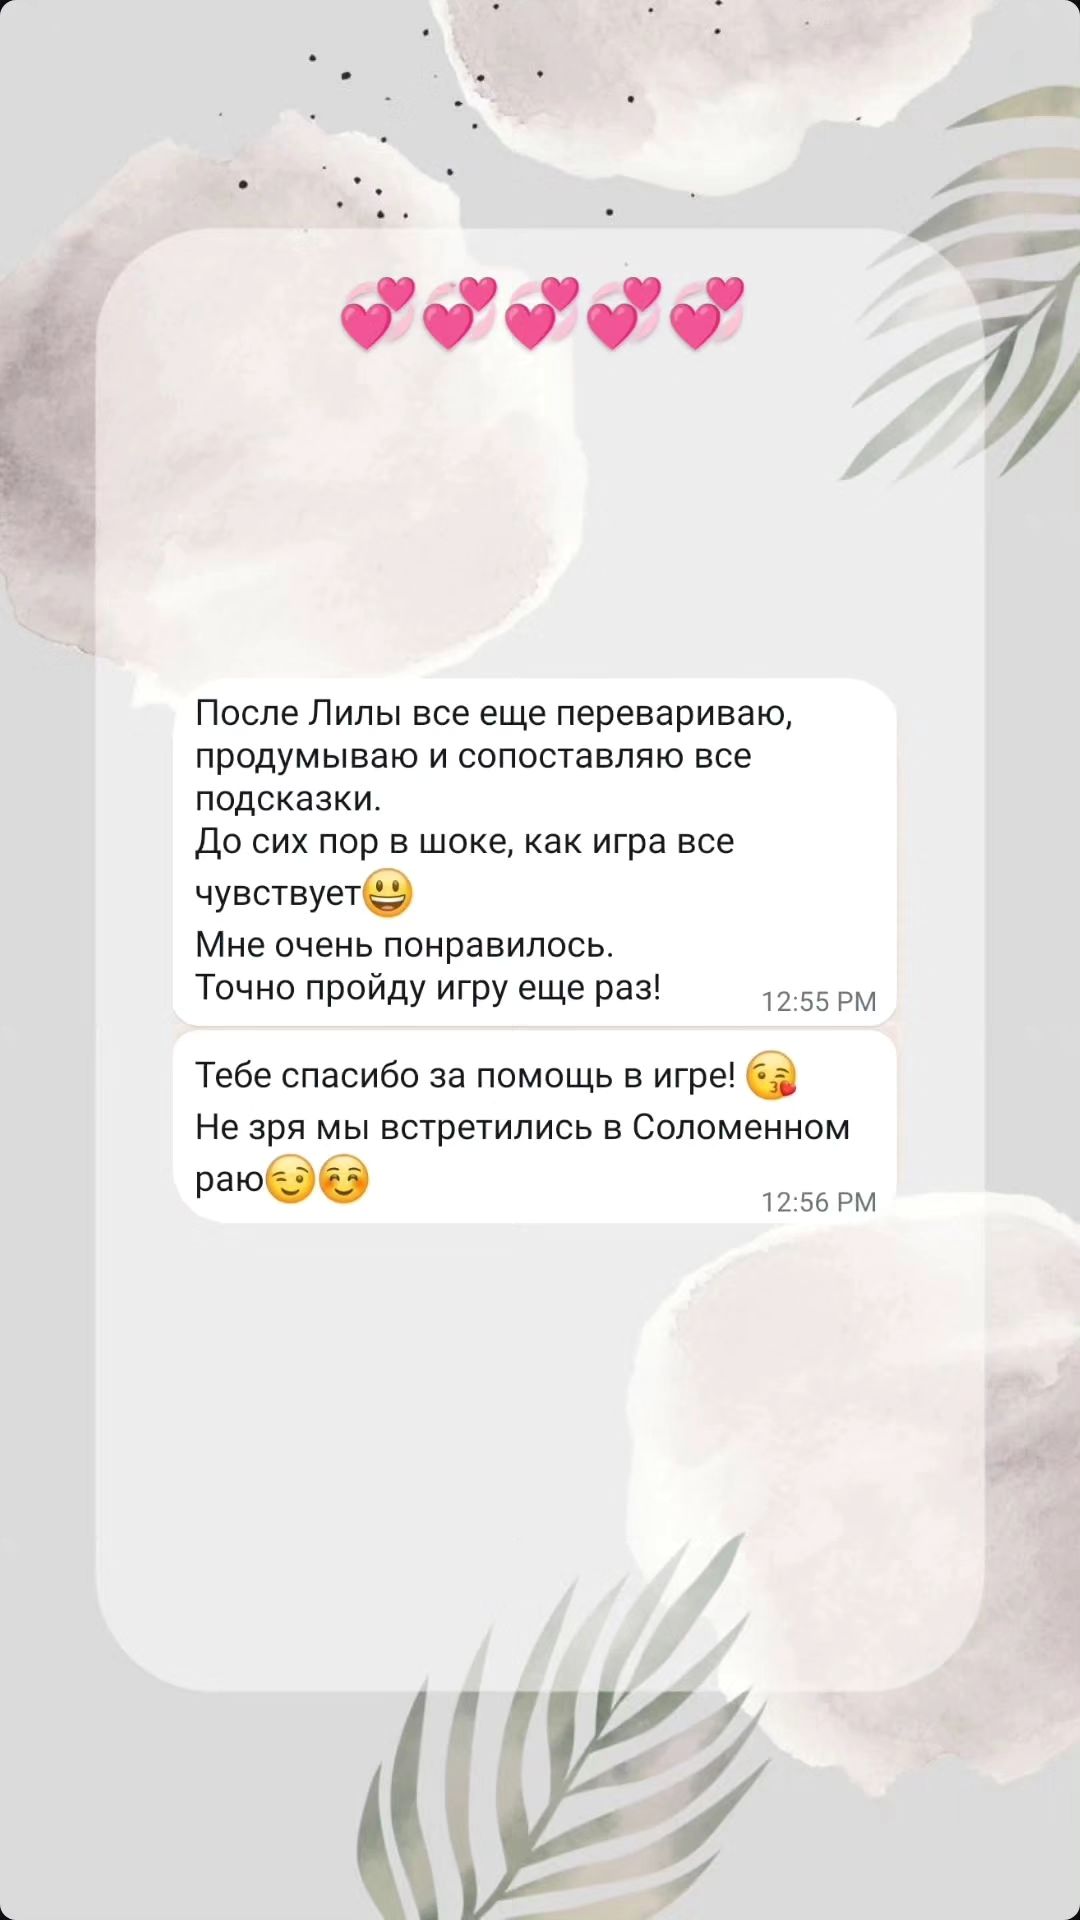 💞💞💞💞💞
После Лилы все еще перевариваю,
продумываю и сопоставляю все
подсказки.
До сих пор в шоке, как игра все
чувствует😃
Мне очень понравилось.
Точно пройду игру еще раз!
12:55 PM
Тебе спасибо за помощь в игре! 😘
Не зря мы встретились в Соломенном
раю😉☺️
12:56 PM